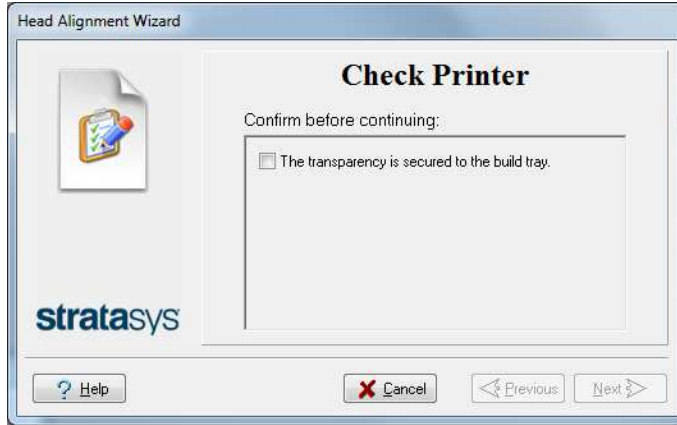 Head Alignment Wizard
Check Printer
Confirm before continuing:
The transparency is secured to the build tray.
stratasys
? Help
Cancel
Previous
Next